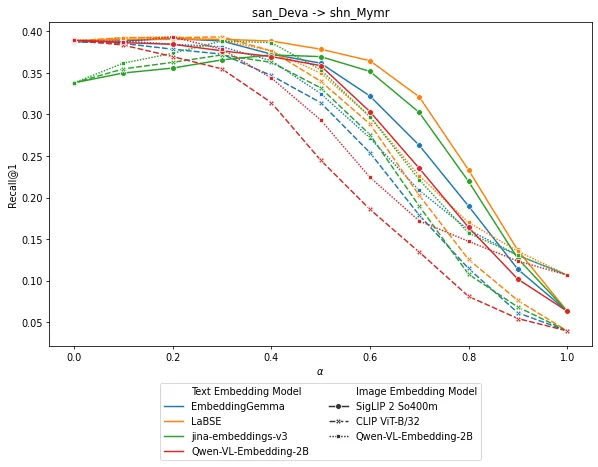 san_Deva -> shn_Mymr
Recall@1
0.40
0.35
0.30
0.25
0.20
0.15
0.10
0.05
0.0 0.2 0.4 0.6 0.8 1.0
α
Text Embedding Model
EmbeddingGemma
LaBSE
jina-embeddings-v3
Qwen-VL-Embedding-2B
Image Embedding Model
SigLIP 2 So400m
CLIP ViT-B/32
Qwen-VL-Embedding-2B